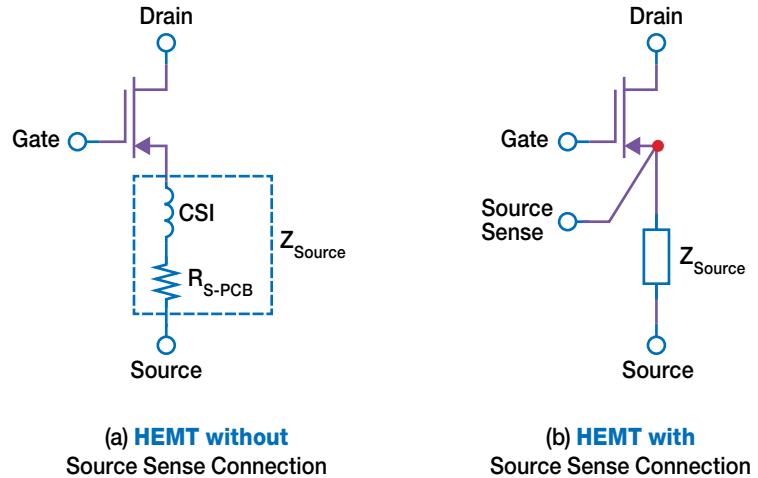 Drain
Gate
CSI
Z_Source
R_S-PCB
Source
(a) HEMT without
Source Sense Connection
Drain
Gate
Source
Sense
Z_Source
Source
(b) HEMT with
Source Sense Connection